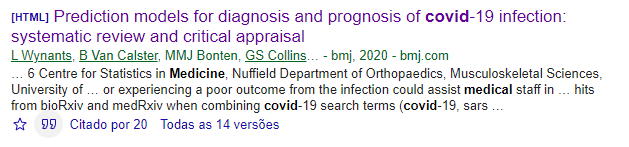 [HTML] Prediction models for diagnosis and prognosis of covid-19 infection:
systematic review and critical appraisal
L Wynants, B Van Calster, MMJ Bonten, GS Collins… - bmj, 2020 - bmj.com
… 6 Centre for Statistics in Medicine, Nuffield Department of Orthopaedics, Musculoskeletal Sciences,
University of … or experiencing a poor outcome from the infection could assist medical staff in … hits
from bioRxiv and medRxiv when combining covid-19 search terms (covid-19, sars …
Citado por 20 Todas as 14 versões